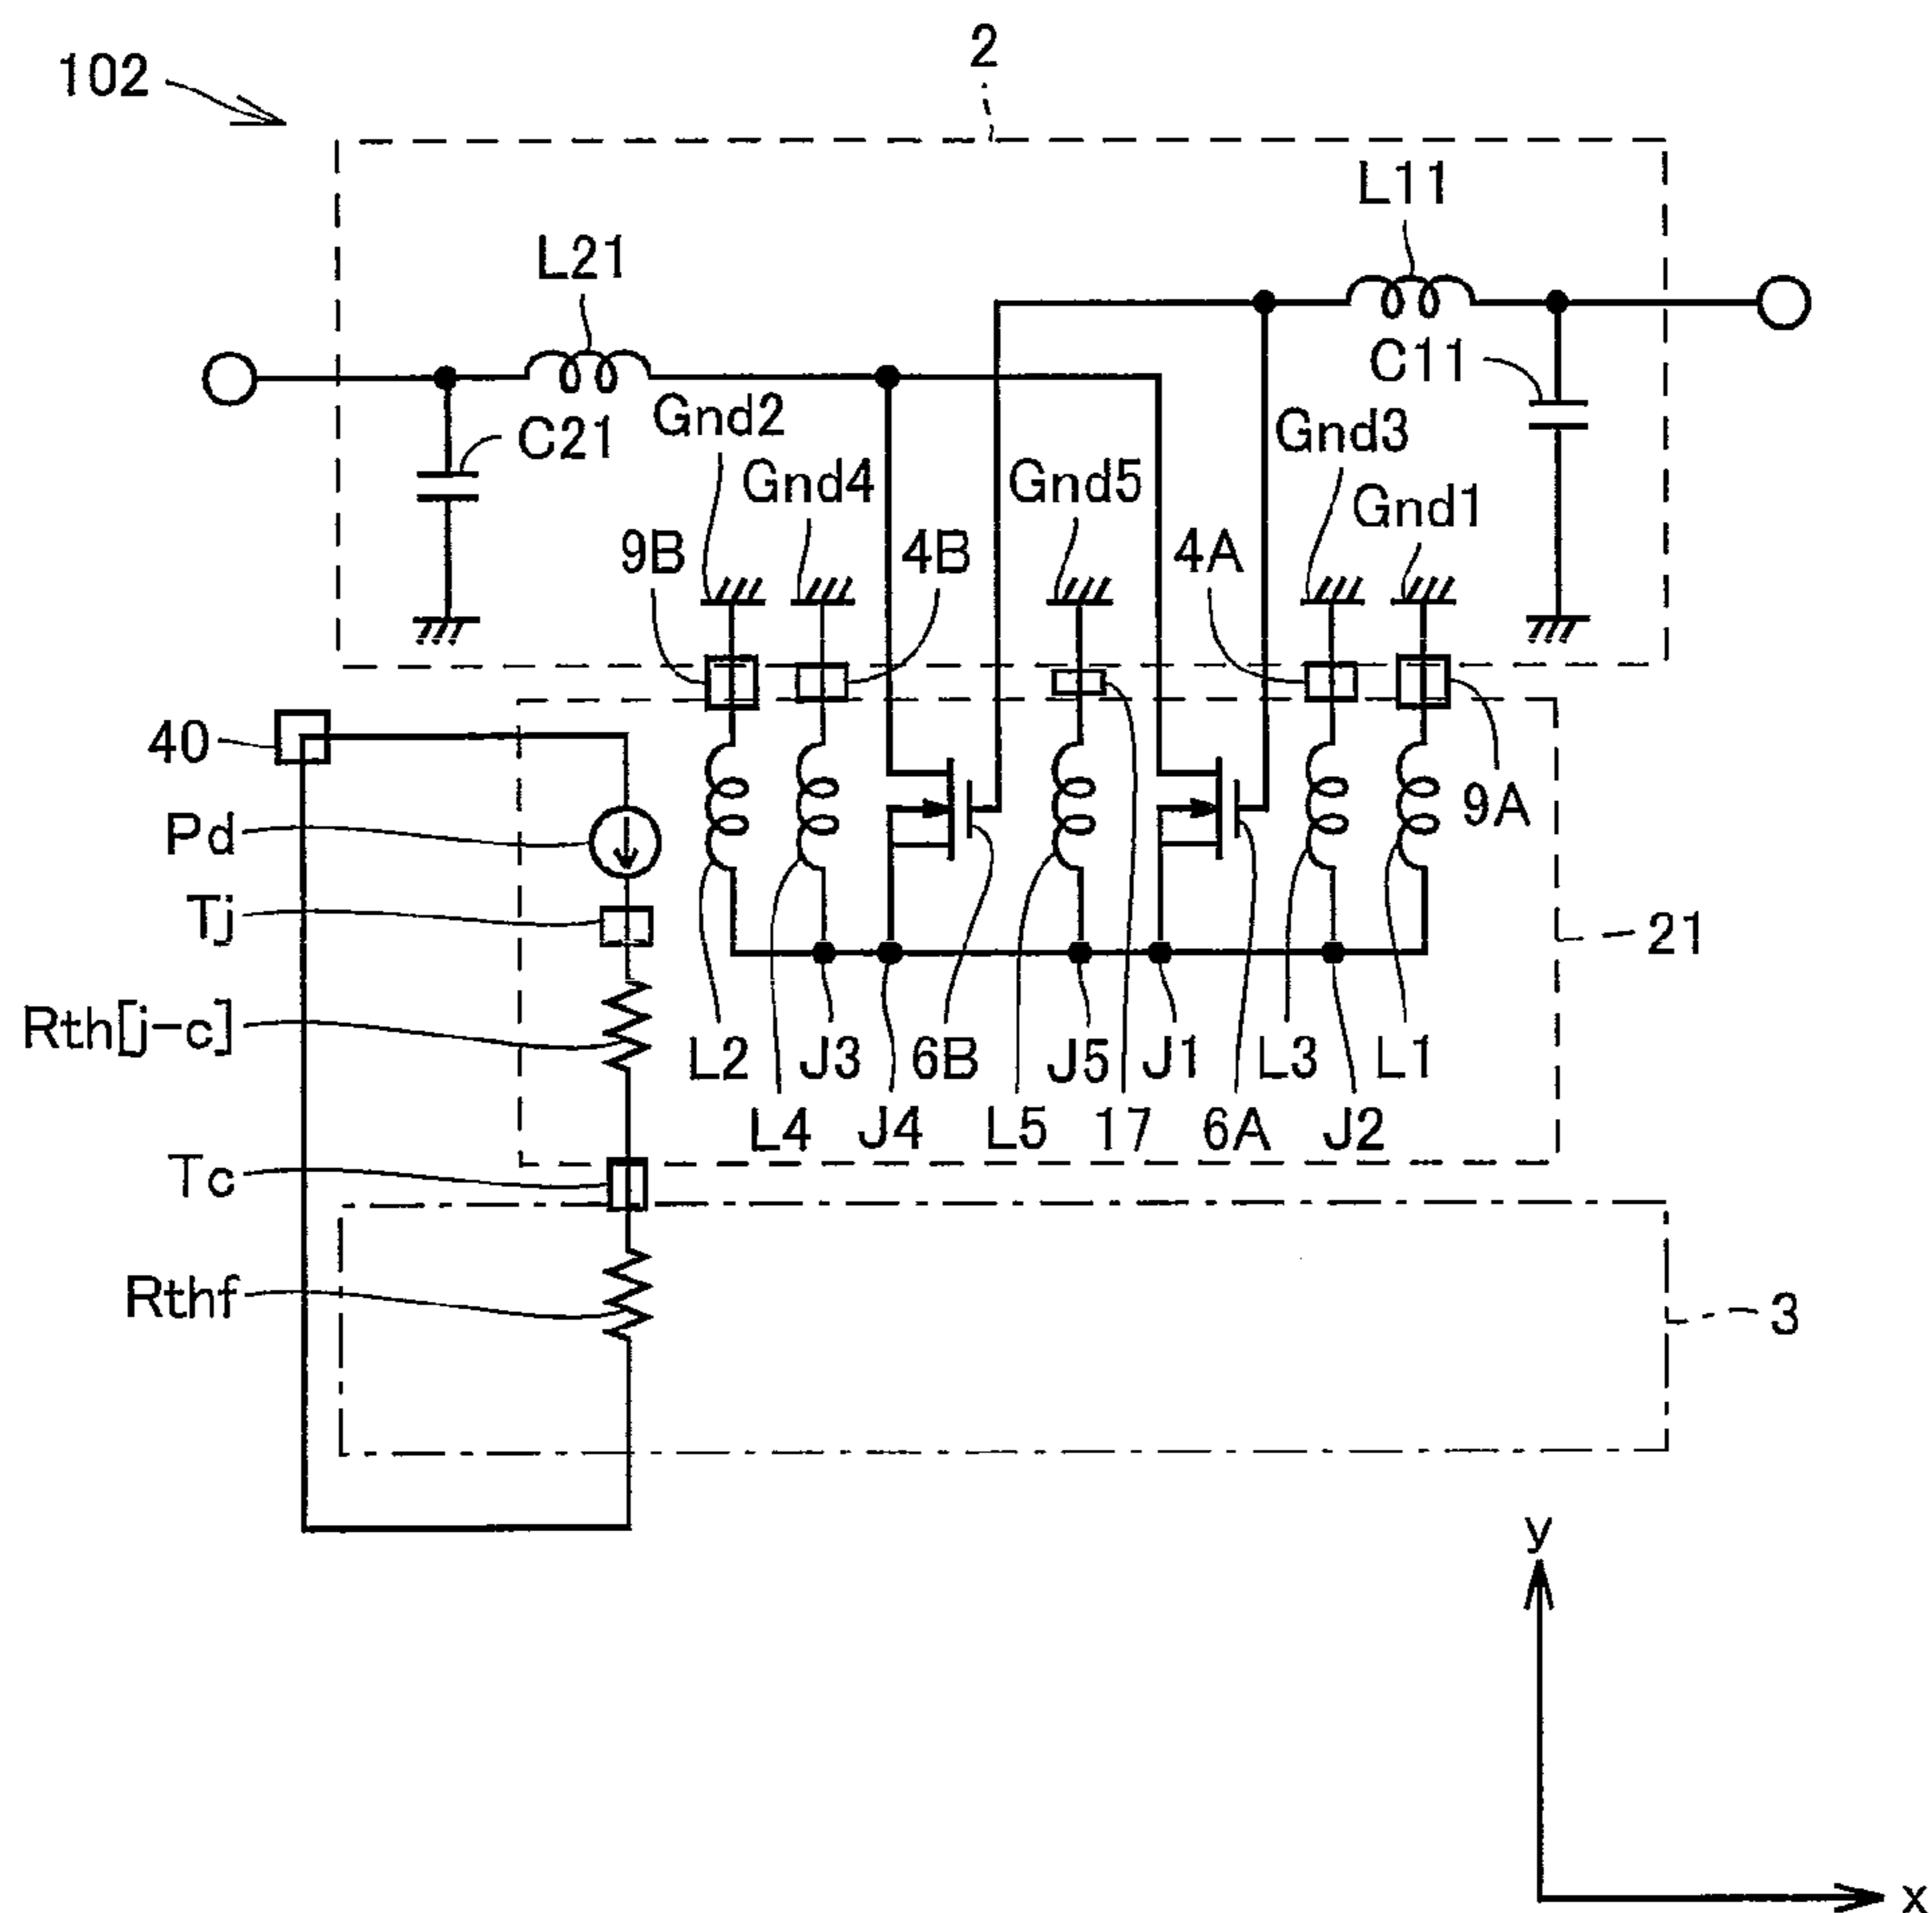 2
102
L11
L21
C11
Gnd2
C21
Gnd3
Gnd4
Gnd5
Gnd1
9B
4B
4A
40
9A
Pd
Tj
21
Rth[j-c]
L2
J3
6B
J5
J1
L3
L1
L4
J4
L5
17
6A
J2
Tc
Rthf
3
y
x